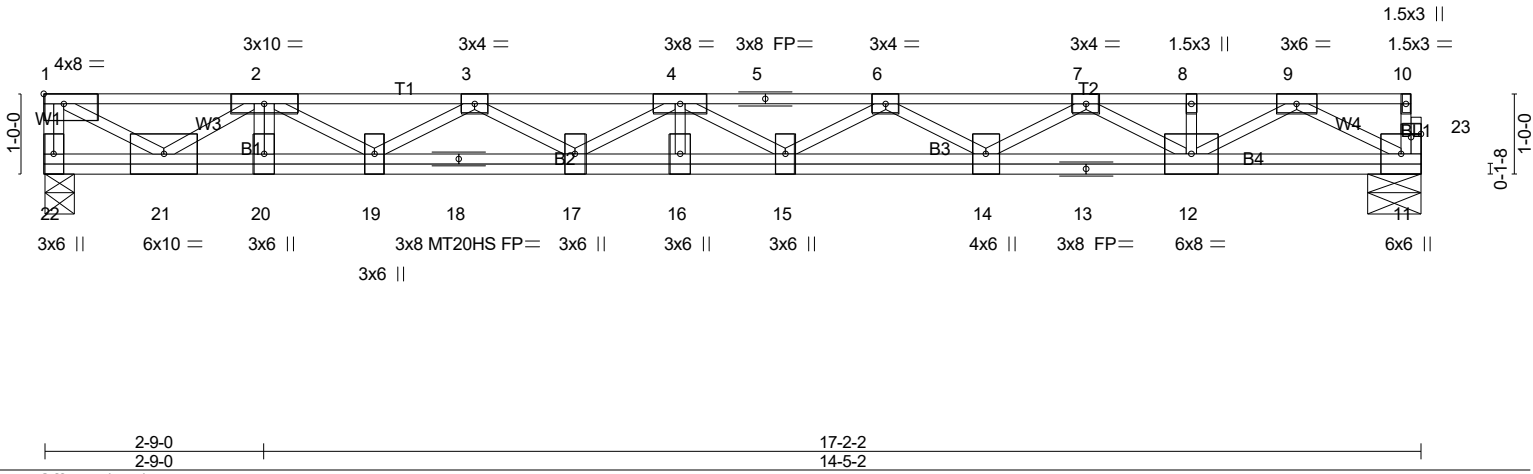 1.5x3 ||
3x10 = 3x4 = 3x8 = 3x8 FP= 3x4 = 3x4 = 1.5x3 || 3x6 = 1.5x3 =
4x8 =
1 2 3 4 5 6 7 8 9 10
T1 T2
W1 W3 W4 BL1 23
B1 B2 B3 B4
1-0-0 0-1-8 1-0-0
22 21 20 19 18 17 16 15 14 13 12 11
3x6 || 6x10 = 3x6 || 3x8 MT20HS FP= 3x6 || 3x6 || 3x6 || 4x6 || 3x8 FP= 6x8 = 6x6 ||
3x6 ||
2-9-0 17-2-2
2-9-0 14-5-2